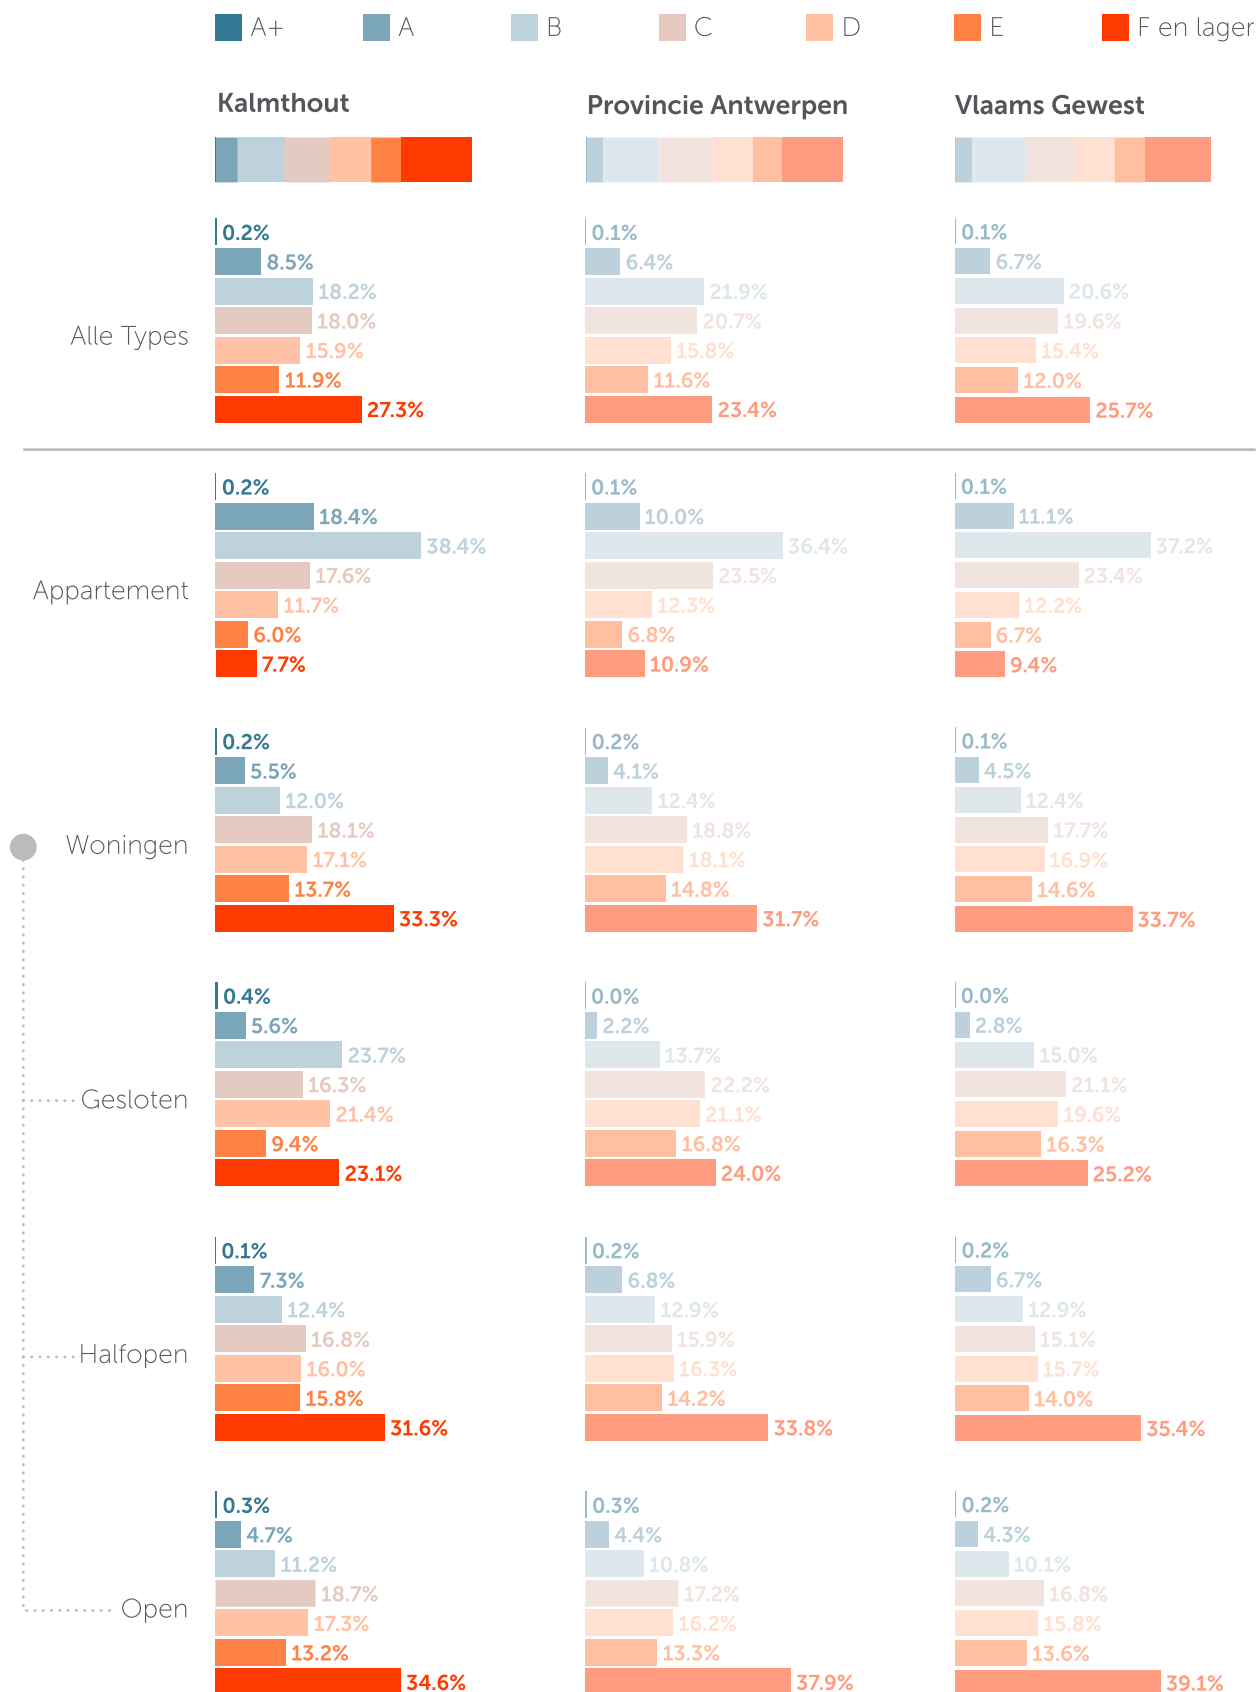 A+ A B C D E F en lager
Kalmthout Provincie Antwerpen Vlaams Gewest
0.2% 0.1% 0.1%
8.5% 6.4% 6.7%
18.2% 21.9% 20.6%
18.0% 20.7% 19.6%
Alle Types
15.9% 15.8% 15.4%
11.9% 11.6% 12.0%
27.3% 23.4% 25.7%
0.2% 0.1% 0.1%
18.4% 10.0% 11.1%
38.4% 36.4% 37.2%
17.6% 23.5% 23.4%
Appartement
11.7% 12.3% 12.2%
6.0% 6.8% 6.7%
7.7% 10.9% 9.4%
0.2% 0.2% 0.1%
5.5% 4.1% 4.5%
12.0% 12.4% 12.4%
18.1% 18.8% 17.7%
Woningen
17.1% 18.1% 16.9%
13.7% 14.8% 14.6%
33.3% 31.7% 33.7%
0.4% 0.0% 0.0%
5.6% 2.2% 2.8%
23.7% 13.7% 15.0%
16.3% 22.2% 21.1%
Gesloten
21.4% 21.1% 19.6%
9.4% 16.8% 16.3%
23.1% 24.0% 25.2%
0.1% 0.2% 0.2%
7.3% 6.8% 6.7%
12.4% 12.9% 12.9%
16.8% 15.9% 15.1%
Halfopen
16.0% 16.3% 15.7%
15.8% 14.2% 14.0%
31.6% 33.8% 35.4%
0.3% 0.3% 0.2%
4.7% 4.4% 4.3%
11.2% 10.8% 10.1%
18.7% 17.2% 16.8%
Open
17.3% 16.2% 15.8%
13.2% 13.3% 13.6%
34.6% 37.9% 39.1%